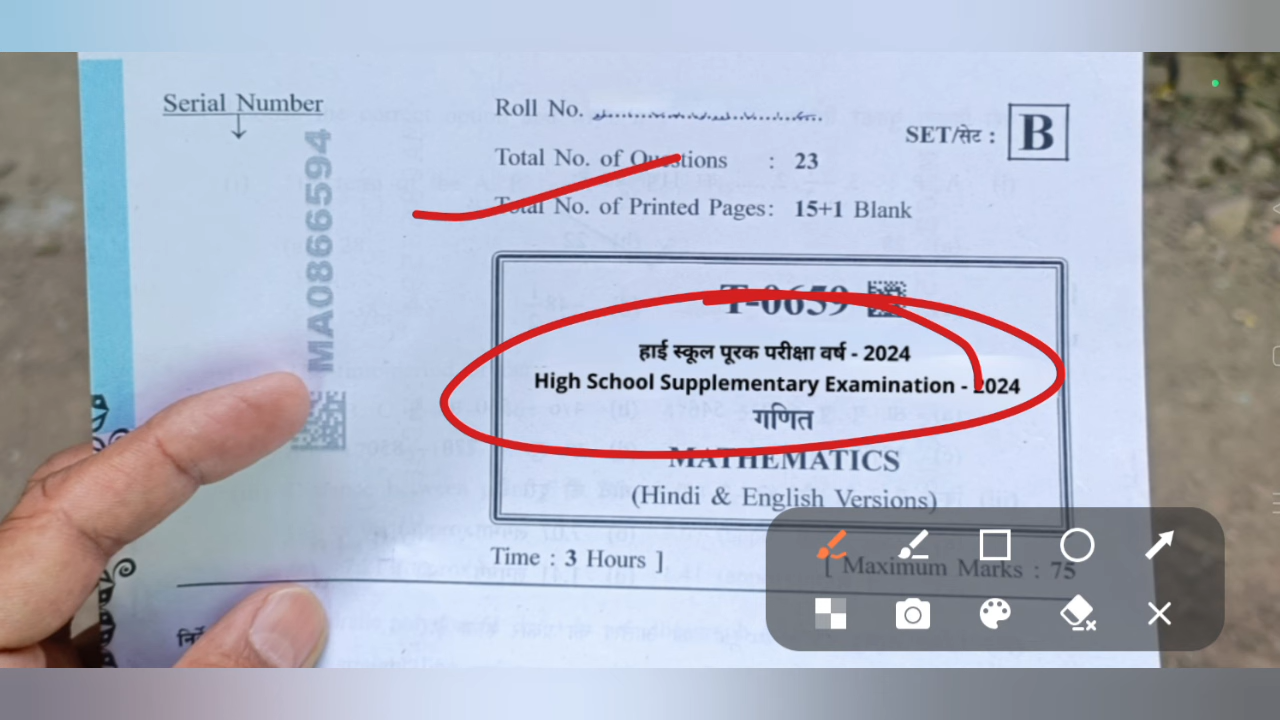 Serial Number
MA0866594
Roll No.
SET/सेट : B
Total No. of Questions : 23
Total No. of Printed Pages: 15+1 Blank
T-0659
हाई स्कूल पूरक परीक्षा वर्ष - 2024
High School Supplementary Examination - 2024
गणित
MATHEMATICS
(Hindi & English Versions)
Time : 3 Hours ]
[ Maximum Marks : 75